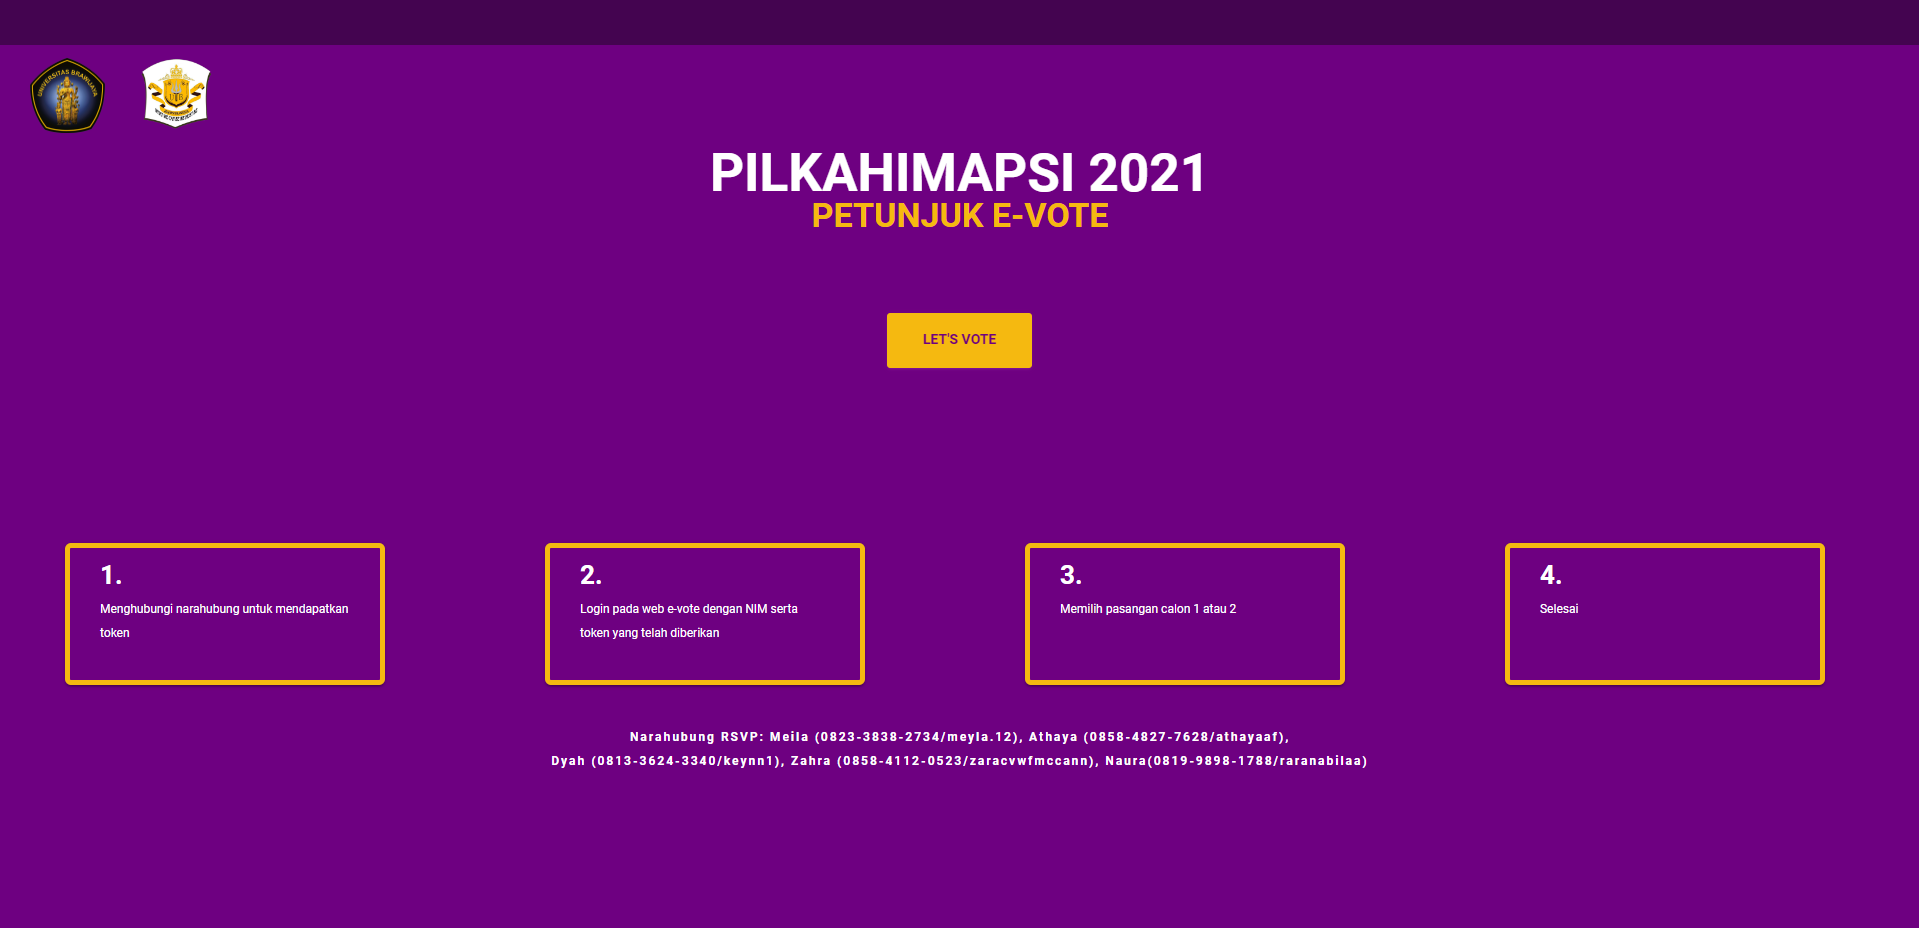 UNIVERSITAS BRAWIJAYA
PILKAHIMAPSI 2021
PETUNJUK E-VOTE
LET'S VOTE
1.
Menghubungi narahubung untuk mendapatkan
token
2.
Login pada web e-vote dengan NIM serta
token yang telah diberikan
3.
Memilih pasangan calon 1 atau 2
4.
Selesai
Narahubung RSVP: Meila (0823-3838-2734/meyla.12), Athaya (0858-4827-7628/athayaaf),
Dyah (0813-3624-3340/keynn1), Zahra (0858-4112-0523/zaracvwfmccann), Naura(0819-9898-1788/raranabilaa)